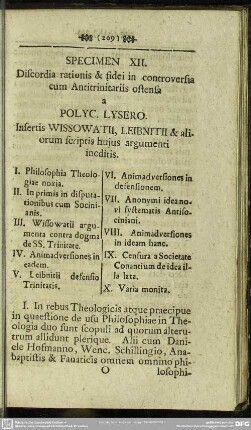 (209)
SPECIMEN XII.
Discordia rationis & fidei in controversia
cum Antitrinitariis ostensa
a
POLYC. LYSERO.
Insertis WISSOWATII, LEIBNITII & ali-
orum scriptis hujus argumenti
ineditis.
I. Philosophia Theolo-
giae noxia.
II. In primis in disputa-
tionibus cum Socini-
anis.
III. Wissowatii argu-
menta contra dogma
de SS. Trinitate.
IV. Animadversiones in
eadem.
V. Leibnitii defensio
Trinitatis.
VI. Animadversiones in
defensionem.
VII. Anonymi idea no-
vi systematis Antiso-
ciniani.
VIII. Animadversiones
in ideam hanc.
IX. Censura a Societate
Conantium de idea il-
la lata.
X. Varia monita.
I. In rebus Theologicis atque praecipue
in quaestione de usu Philosophiae in The-
ologia duo sunt scopuli ad quorum alteru-
trum allidunt plerique. Alii cum Dani-
ele Hofmanno, Wenc. Schillingio, Ana-
baptistis & Fanaticis omnem omnino phi-
O losophi-